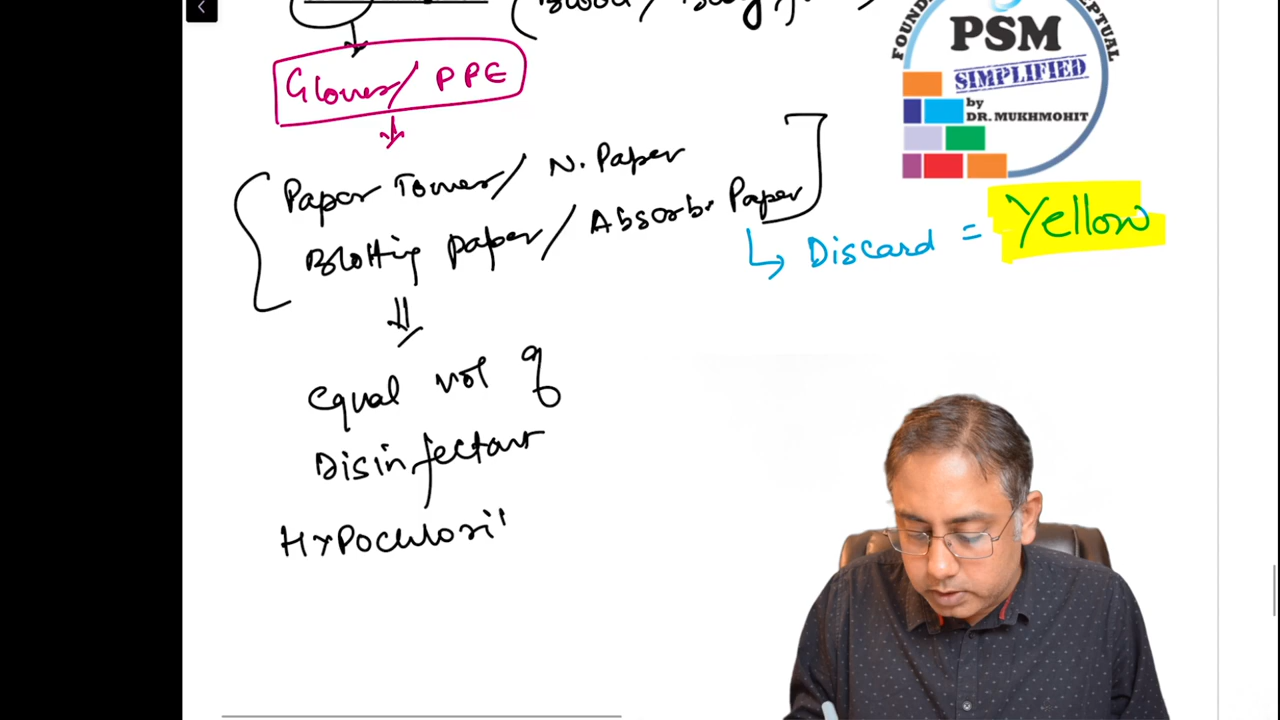 Gloves/ PPE
Paper Towel/ N. Paper
Blotting paper/ Absorb. Paper
Discard = Yellow
equal vol of
Disinfectant
Hypochlori
PSM
SIMPLIFIED
by
DR. MUKHMOHIT